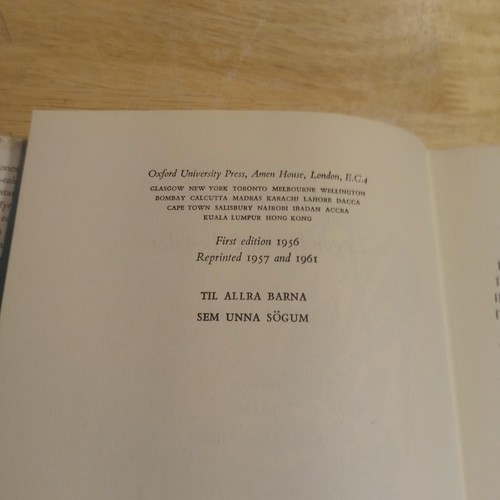 Oxford University Press, Amen House, London, E.C.4
GLASGOW NEW YORK TORONTO MELBOURNE WELLINGTON
BOMBAY CALCUTTA MADRAS KARACHI LAHORE DACCA
CAPE TOWN SALISBURY NAIROBI IBADAN ACCRA
KUALA LUMPUR HONG KONG
First edition 1956
Reprinted 1957 and 1961
TIL ALLRA BARNA
SEM UNNA SÖGUM